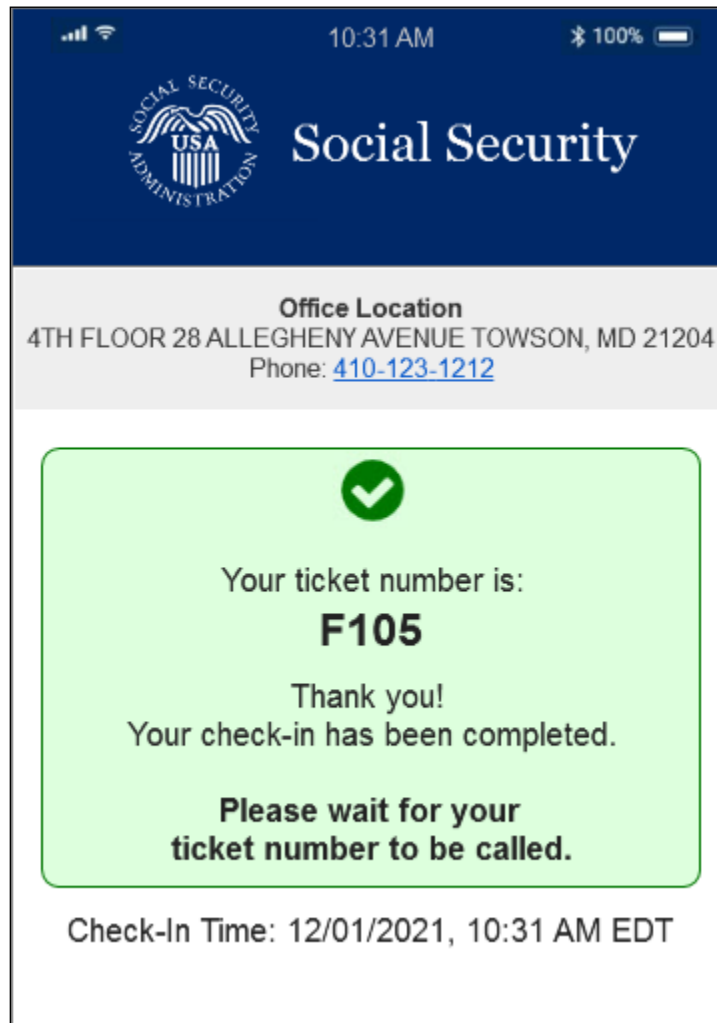 10:31 AM
100%
SOCIAL SECURITY ADMINISTRATION
USA
Social Security
Office Location
4TH FLOOR 28 ALLEGHENY AVENUE TOWSON, MD 21204
Phone: 410-123-1212
Your ticket number is:
F105
Thank you!
Your check-in has been completed.
Please wait for your
ticket number to be called.
Check-In Time: 12/01/2021, 10:31 AM EDT